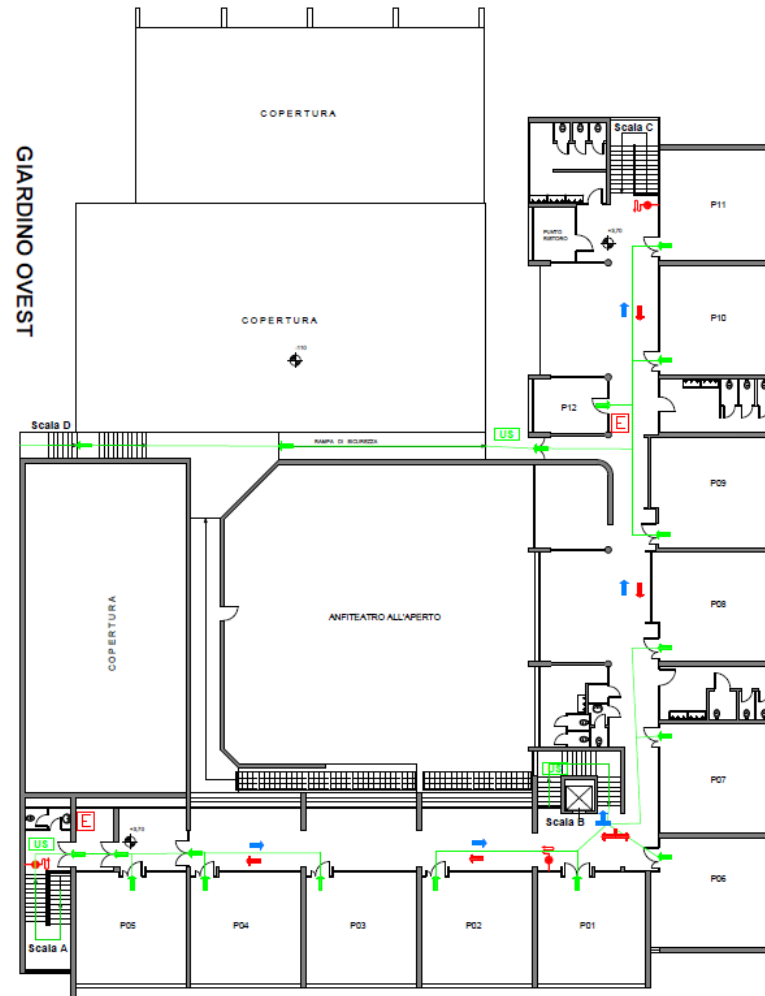 COPERTURA
Scala C
GIARDINO OVEST
P11
PUNTO
RISTORO
+3,70
P10
COPERTURA
-110
P12
E
Scala D
US
RAMPA DI SICUREZZA
P09
COPERTURA
ANFITEATRO ALL'APERTO
P08
P07
US
E
+3,70
Scala B
US
P06
P05
P04
P03
P02
P01
Scala A